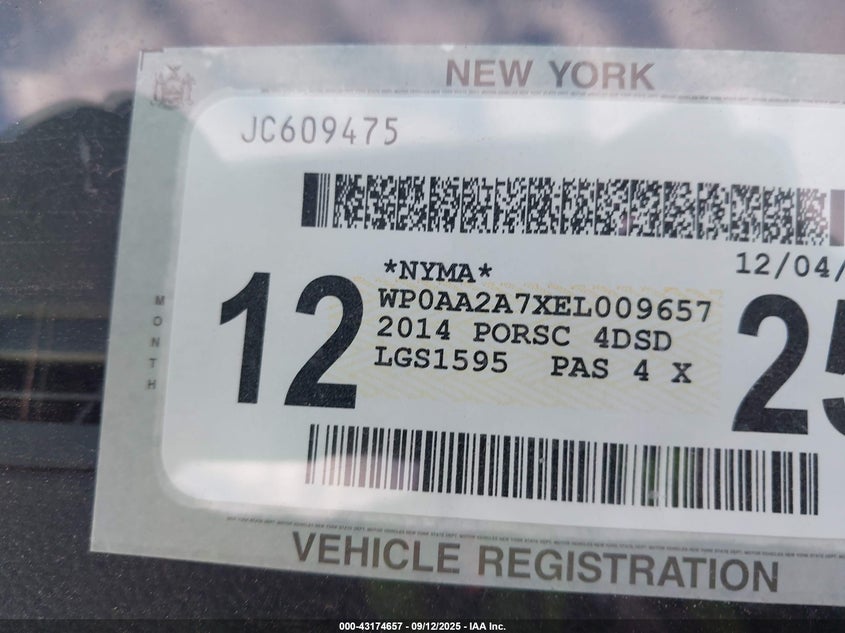 NEW YORK
JC609475
*NYMA*
12/04/
WP0AA2A7XEL009657
2014 PORSC 4DSD
LGS1595 PAS 4 X
MONTH
12
25
VEHICLE REGISTRATION
000-43174657 - 09/12/2025 - IAA Inc.